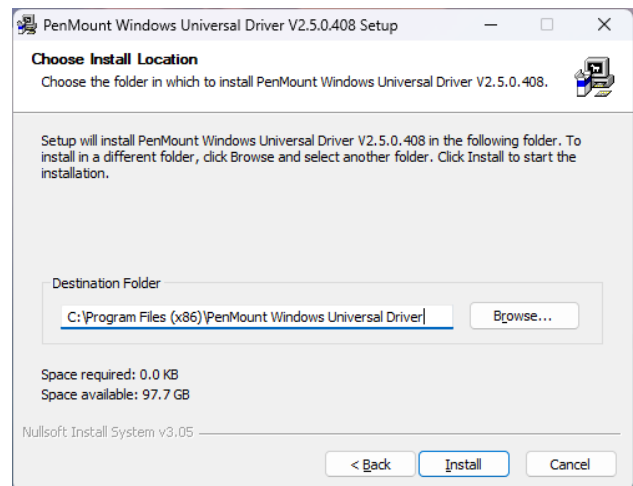 PenMount Windows Universal Driver V2.5.0.408 Setup
Choose Install Location
Choose the folder in which to install PenMount Windows Universal Driver V2.5.0.408.
Setup will install PenMount Windows Universal Driver V2.5.0.408 in the following folder. To
install in a different folder, click Browse and select another folder. Click Install to start the
installation.
Destination Folder
C:\Program Files (x86)\PenMount Windows Universal Driver
Browse...
Space required: 0.0 KB
Space available: 97.7 GB
Nullsoft Install System v3.05
< Back
Install
Cancel